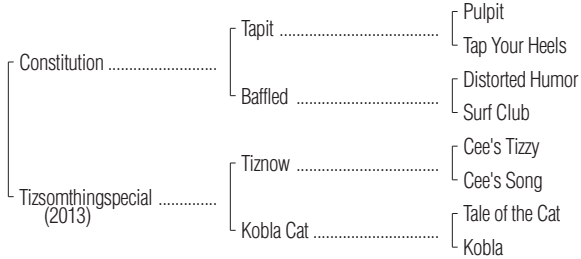 Pulpit
Tapit ..............................
Tap Your Heels
Constitution .........................
Distorted Humor
Baffled .................................
Surf Club
Cee's Tizzy
Tiznow .................................
Cee's Song
Tizsomthingspecial .............
(2013)
Tale of the Cat
Kobla Cat .............................
Kobla